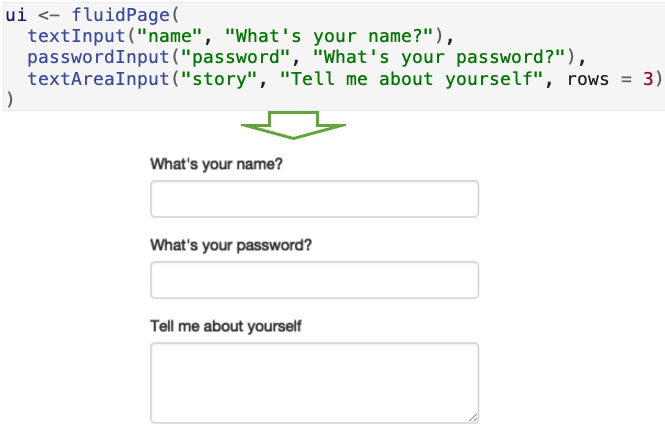 ui <- fluidPage(
  textInput("name", "What's your name?"),
  passwordInput("password", "What's your password?"),
  textAreaInput("story", "Tell me about yourself", rows = 3)
)
What's your name?
What's your password?
Tell me about yourself